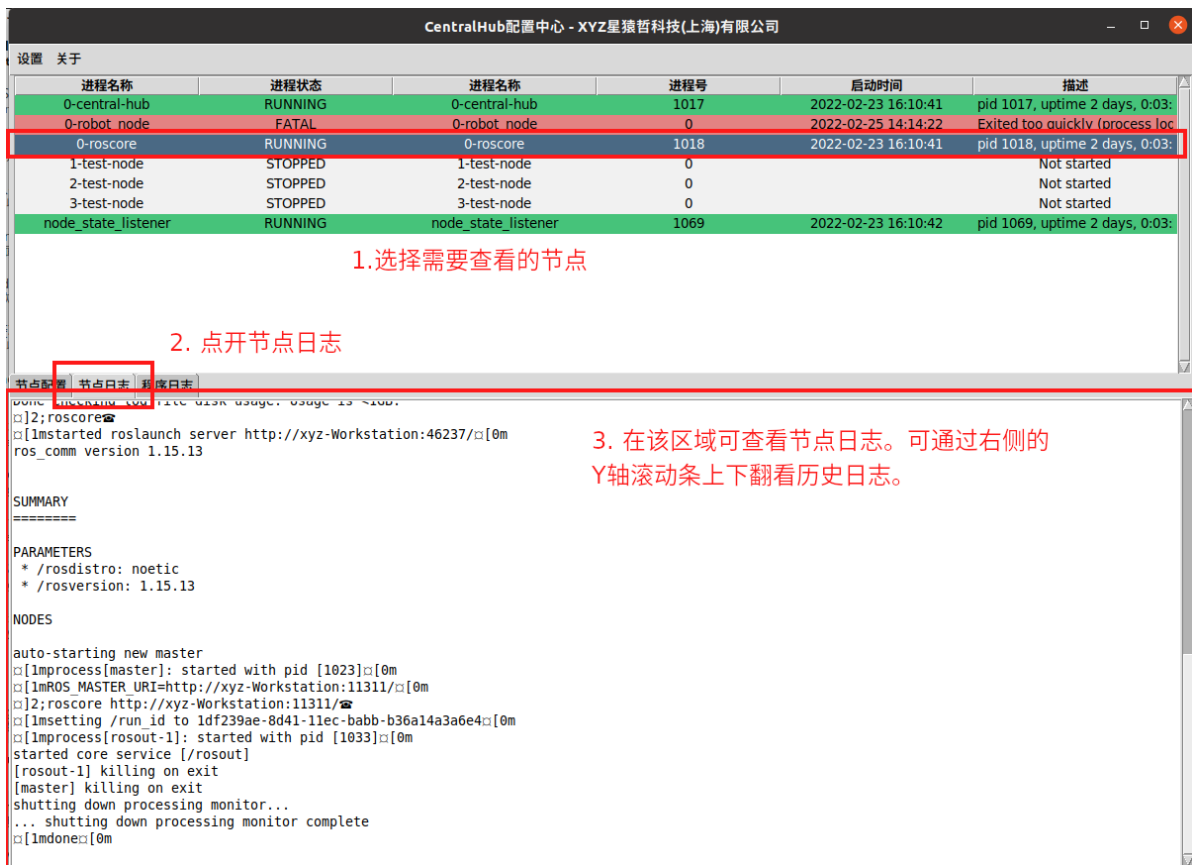 CentralHub配置中心 - XYZ星猿哲科技(上海)有限公司
设置 关于
进程名称 进程状态 进程名称 进程号 启动时间 描述
0-central-hub RUNNING 0-central-hub 1017 2022-02-23 16:10:41 pid 1017, uptime 2 days, 0:03:
0-robot_node FATAL 0-robot_node 0 2022-02-25 14:14:22 Exited too quickly (process loc
0-roscore RUNNING 0-roscore 1018 2022-02-23 16:10:41 pid 1018, uptime 2 days, 0:03:
1-test-node STOPPED 1-test-node 0 Not started
2-test-node STOPPED 2-test-node 0 Not started
3-test-node STOPPED 3-test-node 0 Not started
node_state_listener RUNNING node_state_listener 1069 2022-02-23 16:10:42 pid 1069, uptime 2 days, 0:03:
1.选择需要查看的节点
2. 点开节点日志
节点配置 节点日志 程序日志
Done checking log file disk usage. Usage is <1GB.
¤]2;roscore☎
¤[1mstarted roslaunch server http://xyz-Workstation:46237/¤[0m
ros_comm version 1.15.13
3. 在该区域可查看节点日志。可通过右侧的
Y轴滚动条上下翻看历史日志。
SUMMARY
========
PARAMETERS
* /rosdistro: noetic
* /rosversion: 1.15.13
NODES
auto-starting new master
¤[1mprocess[master]: started with pid [1023]¤[0m
¤[1mROS_MASTER_URI=http://xyz-Workstation:11311/¤[0m
¤]2;roscore http://xyz-Workstation:11311/☎
¤[1msetting /run_id to 1df239ae-8d41-11ec-babb-b36a14a3a6e4¤[0m
¤[1mprocess[rosout-1]: started with pid [1033]¤[0m
started core service [/rosout]
[rosout-1] killing on exit
[master] killing on exit
shutting down processing monitor...
... shutting down processing monitor complete
¤[1mdone¤[0m